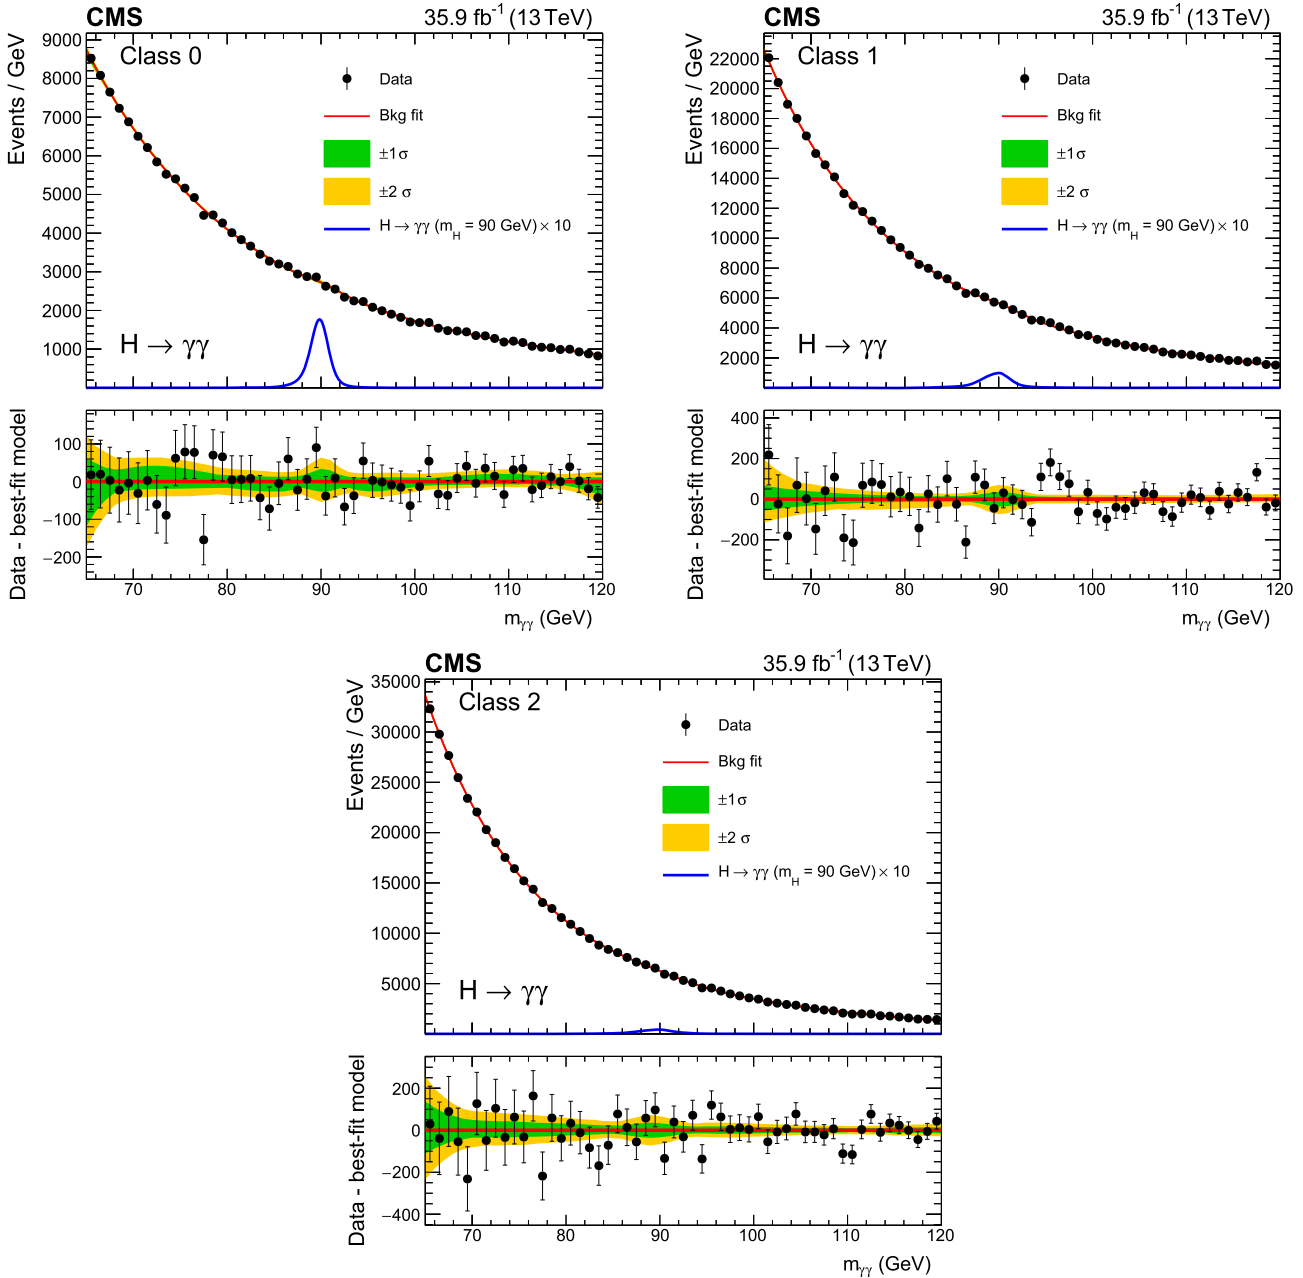 CMS 35.9 fb⁻¹ (13 TeV)
Class 0
Events / GeV
9000
8000
7000
6000
5000
4000
3000
2000
1000
Data
Bkg fit
±1σ
±2 σ
H → γγ (m_H = 90 GeV) × 10
H → γγ
Data - best-fit model
100
0
−100
−200
70 80 90 100 110 120
m_γγ (GeV)
CMS 35.9 fb⁻¹ (13 TeV)
Class 1
Events / GeV
22000
20000
18000
16000
14000
12000
10000
8000
6000
4000
2000
Data
Bkg fit
±1σ
±2 σ
H → γγ (m_H = 90 GeV) × 10
H → γγ
Data - best-fit model
400
200
0
−200
70 80 90 100 110 120
m_γγ (GeV)
CMS 35.9 fb⁻¹ (13 TeV)
Class 2
Events / GeV
35000
30000
25000
20000
15000
10000
5000
Data
Bkg fit
±1σ
±2 σ
H → γγ (m_H = 90 GeV) × 10
H → γγ
Data - best-fit model
200
0
−200
−400
70 80 90 100 110 120
m_γγ (GeV)